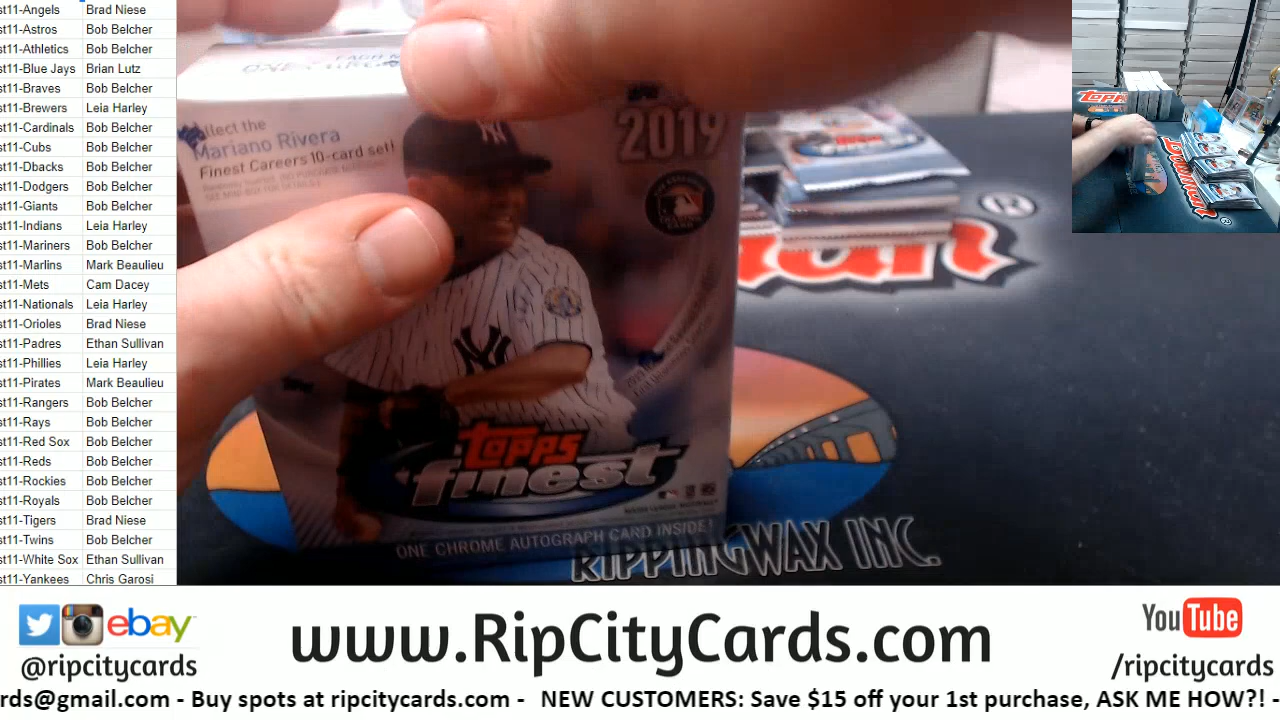 st11-Angels Brad Niese
st11-Astros Bob Belcher
st11-Athletics Bob Belcher
st11-Blue Jays Brian Lutz
st11-Braves Bob Belcher
st11-Brewers Leia Harley
st11-Cardinals Bob Belcher
st11-Cubs Bob Belcher
st11-Dbacks Bob Belcher
st11-Dodgers Bob Belcher
st11-Giants Bob Belcher
st11-Indians Leia Harley
st11-Mariners Bob Belcher
st11-Marlins Mark Beaulieu
st11-Mets Cam Dacey
st11-Nationals Leia Harley
st11-Orioles Brad Niese
st11-Padres Ethan Sullivan
st11-Phillies Leia Harley
st11-Pirates Mark Beaulieu
st11-Rangers Bob Belcher
st11-Rays Bob Belcher
st11-Red Sox Bob Belcher
st11-Reds Bob Belcher
st11-Rockies Bob Belcher
st11-Royals Bob Belcher
st11-Tigers Brad Niese
st11-Twins Bob Belcher
st11-White Sox Ethan Sullivan
st11-Yankees Chris Garosi
ollect the
Mariano Rivera
Finest Careers 10-card set!
2019
NY
topps
finest
ONE CHROME AUTOGRAPH CARD INSIDE!
®
RIPPINGWAX INC.
topps
ebay
@ripcitycards
www.RipCityCards.com
YouTube
/ripcitycards
rds@gmail.com - Buy spots at ripcitycards.com - NEW CUSTOMERS: Save $15 off your 1st purchase, ASK ME HOW?! -